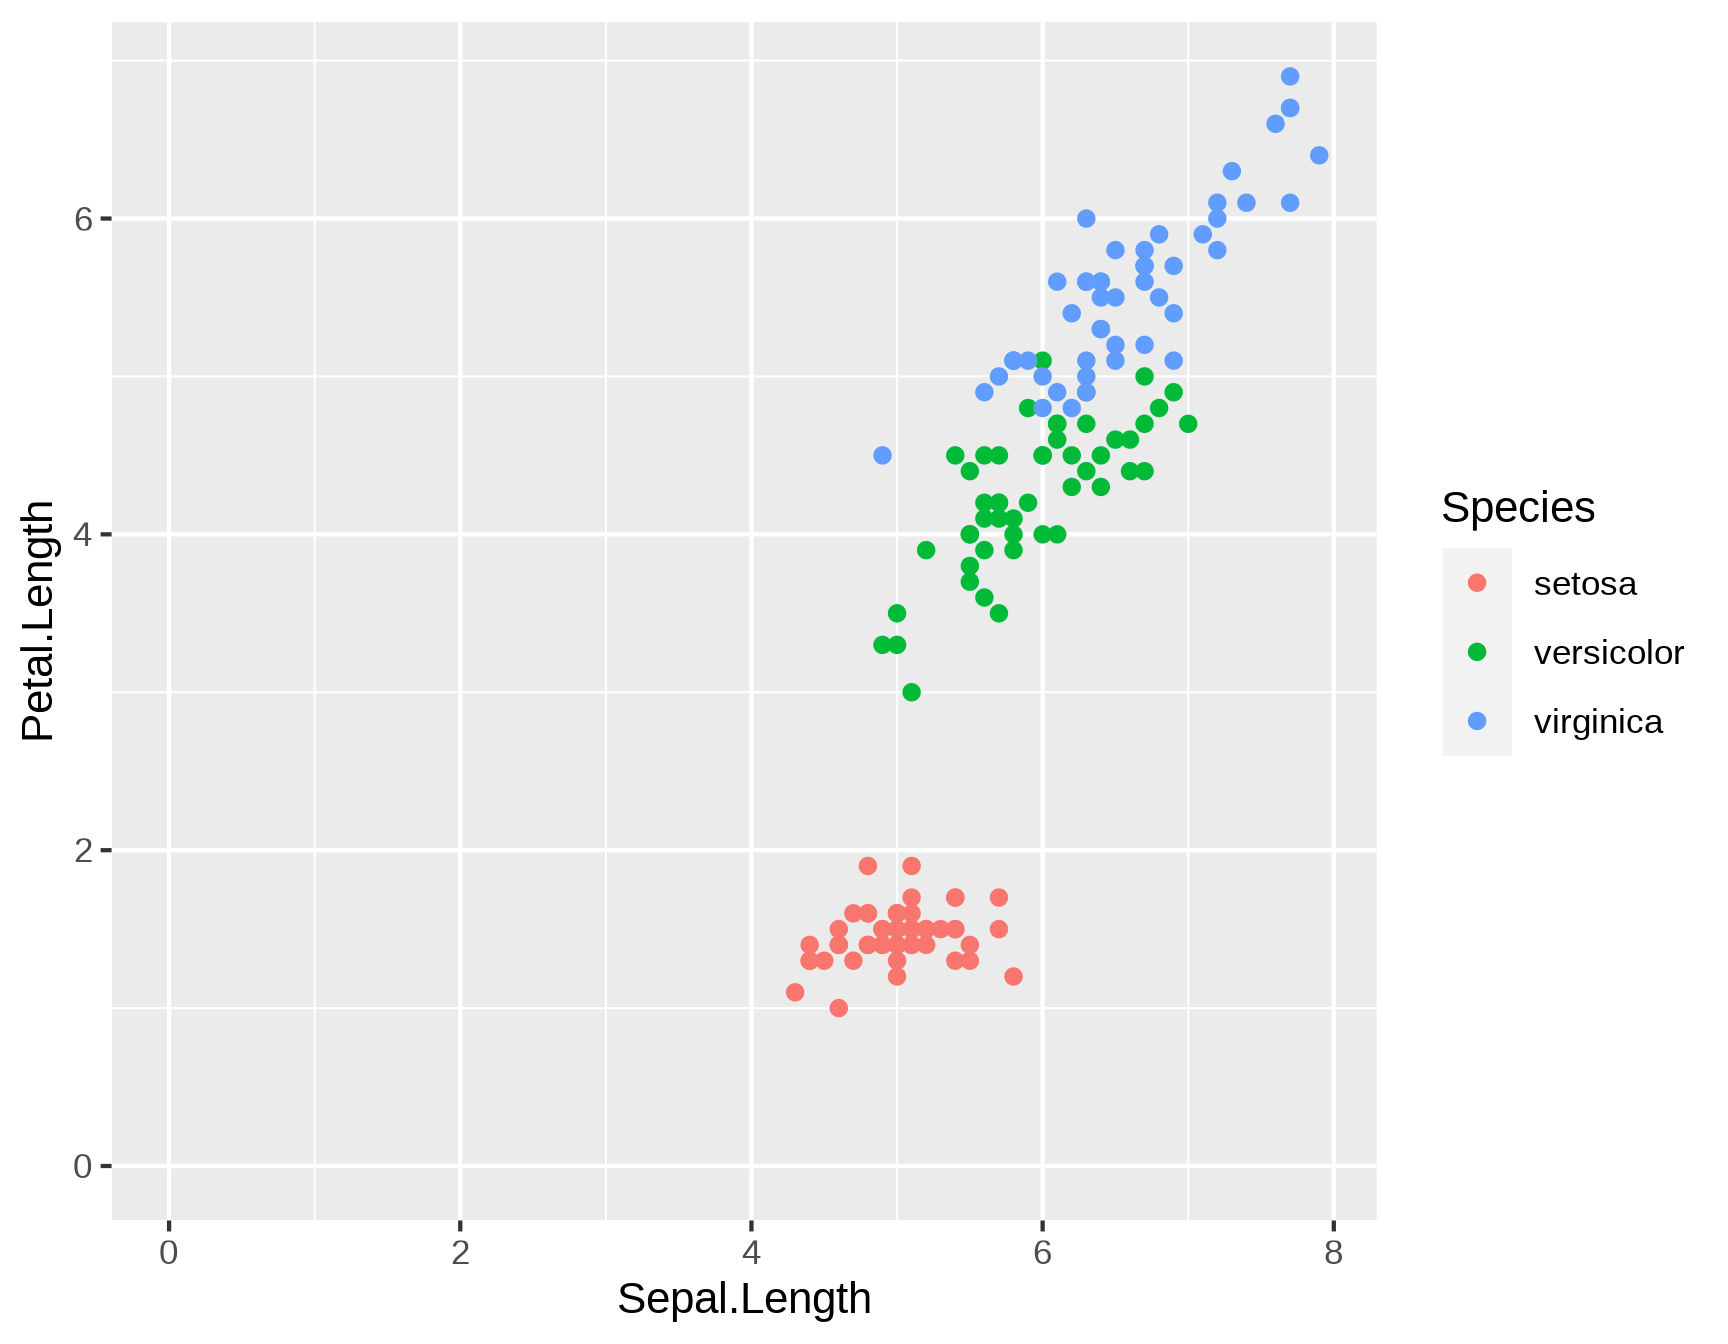 6
4
2
0
Petal.Length
0 2 4 6 8
Sepal.Length
Species
setosa
versicolor
virginica